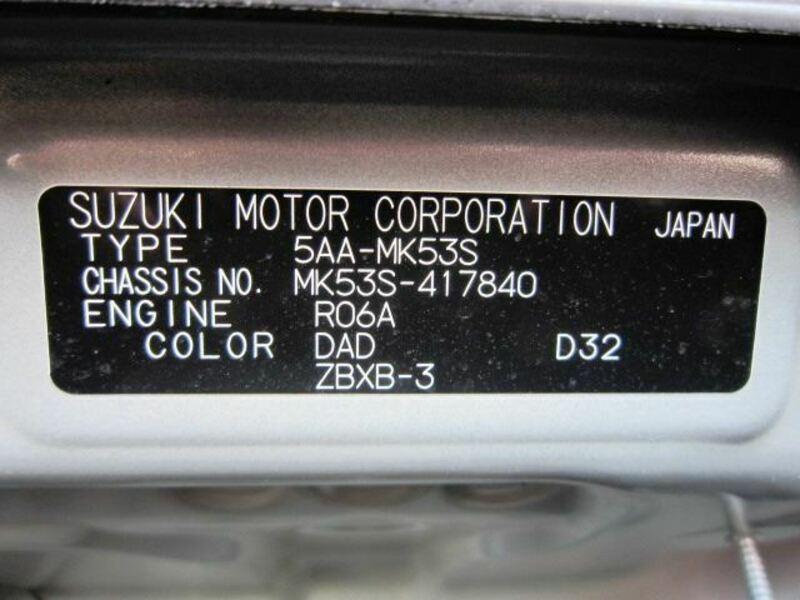 SUZUKI MOTOR CORPORATION JAPAN
TYPE 5AA-MK53S
CHASSIS NO. MK53S-417840
ENGINE R06A
COLOR DAD D32
ZBXB-3